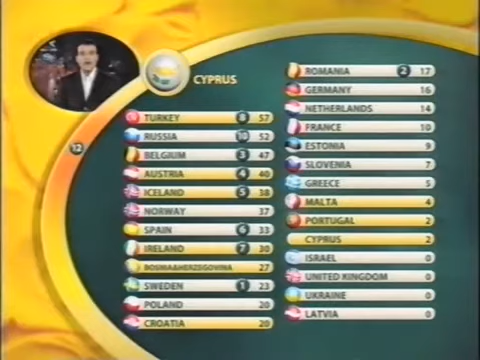 CYPRUS
12
TURKEY 8 57
RUSSIA 10 52
BELGIUM 3 47
AUSTRIA 4 40
ICELAND 5 38
NORWAY 37
SPAIN 6 33
IRELAND 7 30
BOSNIA&HERZEGOVINA 27
SWEDEN 1 23
POLAND 20
CROATIA 20
ROMANIA 2 17
GERMANY 16
NETHERLANDS 14
FRANCE 10
ESTONIA 9
SLOVENIA 7
GREECE 5
MALTA 4
PORTUGAL 2
CYPRUS 2
ISRAEL 0
UNITED KINGDOM 0
UKRAINE 0
LATVIA 0